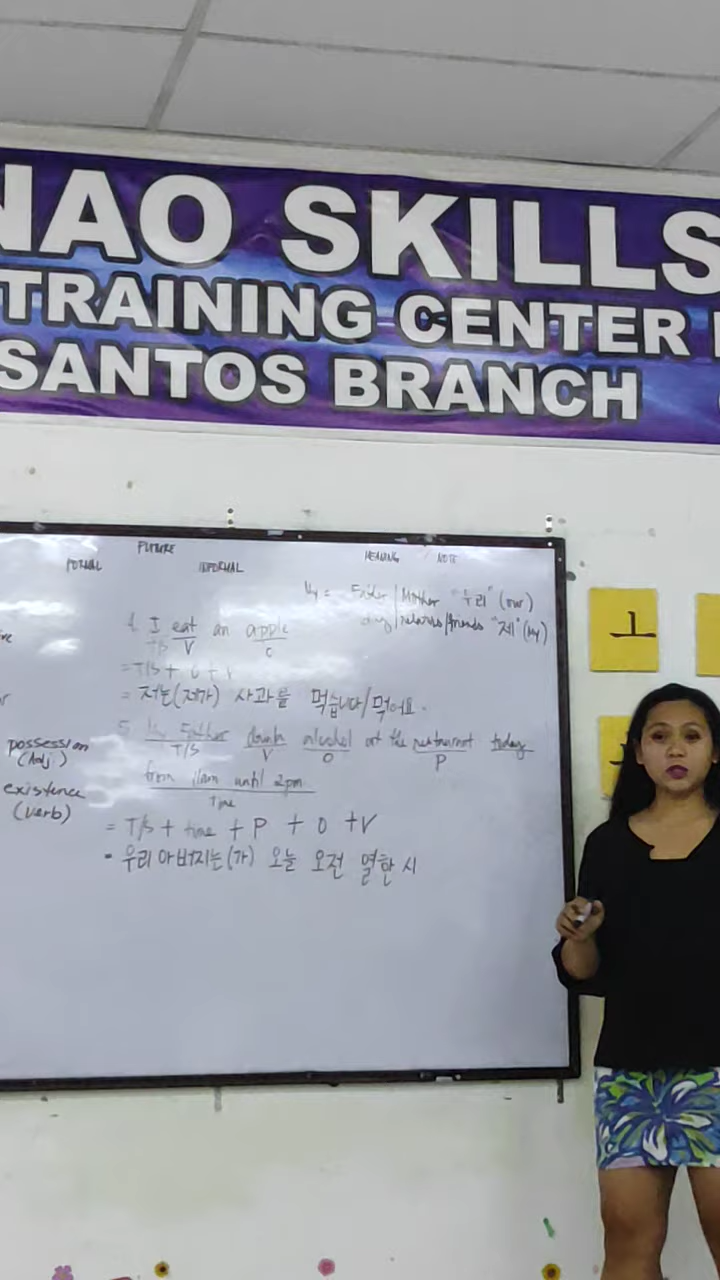 NAO SKILLS
TRAINING CENTER
SANTOS BRANCH
FUTURE
FORMAL INFORMAL MEANING NOTE
My = Father/Mother "우리" (our)
relatives/friends "제" (My)
4. I eat an apple
T/S V O
= T/S + O + V
= 저는(제가) 사과를 먹습니다/먹어요.
5. My Father drank alcohol at the restaurant today
T/S V O P
from 11am until 2pm
Time
= T/S + time + P + O + V
우리 아버지는(가) 오늘 오전 열한 시
possession
(Adj.)
existence
(verb)
ㅗ